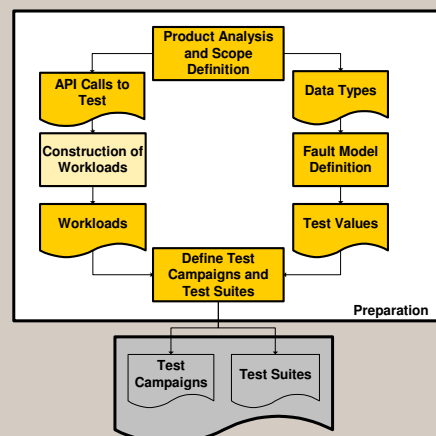 Product Analysis
and Scope
Definition
API Calls to
Test
Data Types
Construction of
Workloads
Fault Model
Definition
Workloads
Test Values
Define Test
Campaigns and
Test Suites
Preparation
Test
Campaigns
Test Suites